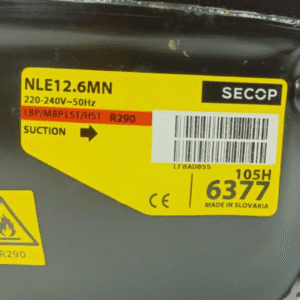 NLE12.6MN
SECOP
220-240V~50Hz
LBP/MBP LST/HST R290
SUCTION
LF8AD055
105H
6377
CE
MADE IN SLOVAKIA
R290